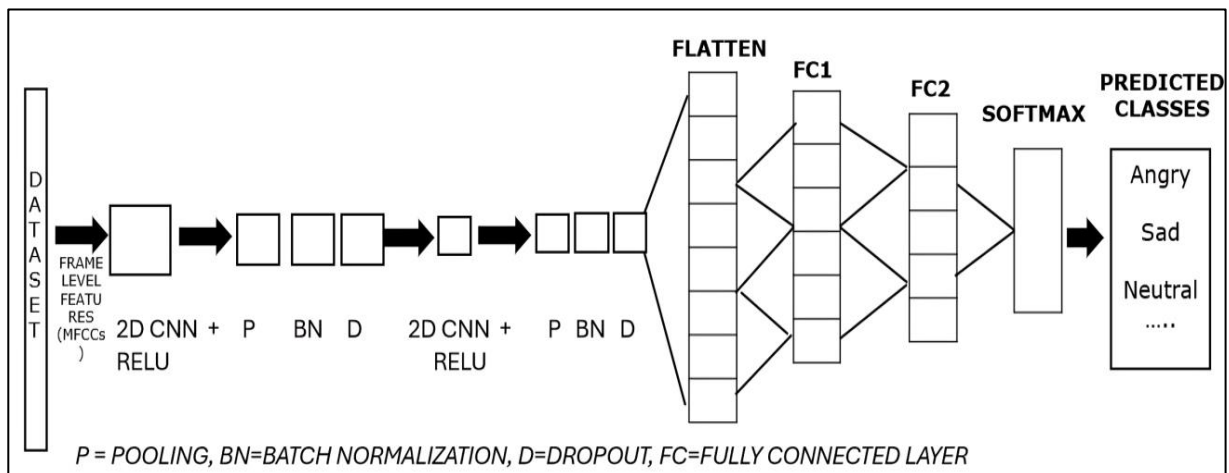 DATASET
FRAME
LEVEL
FEATU
RES
(MFCCs
)
2D CNN +
RELU
P
BN
D
2D CNN +
RELU
P
BN
D
FLATTEN
FC1
FC2
SOFTMAX
PREDICTED
CLASSES
Angry
Sad
Neutral
.....
P = POOLING, BN=BATCH NORMALIZATION, D=DROPOUT, FC=FULLY CONNECTED LAYER